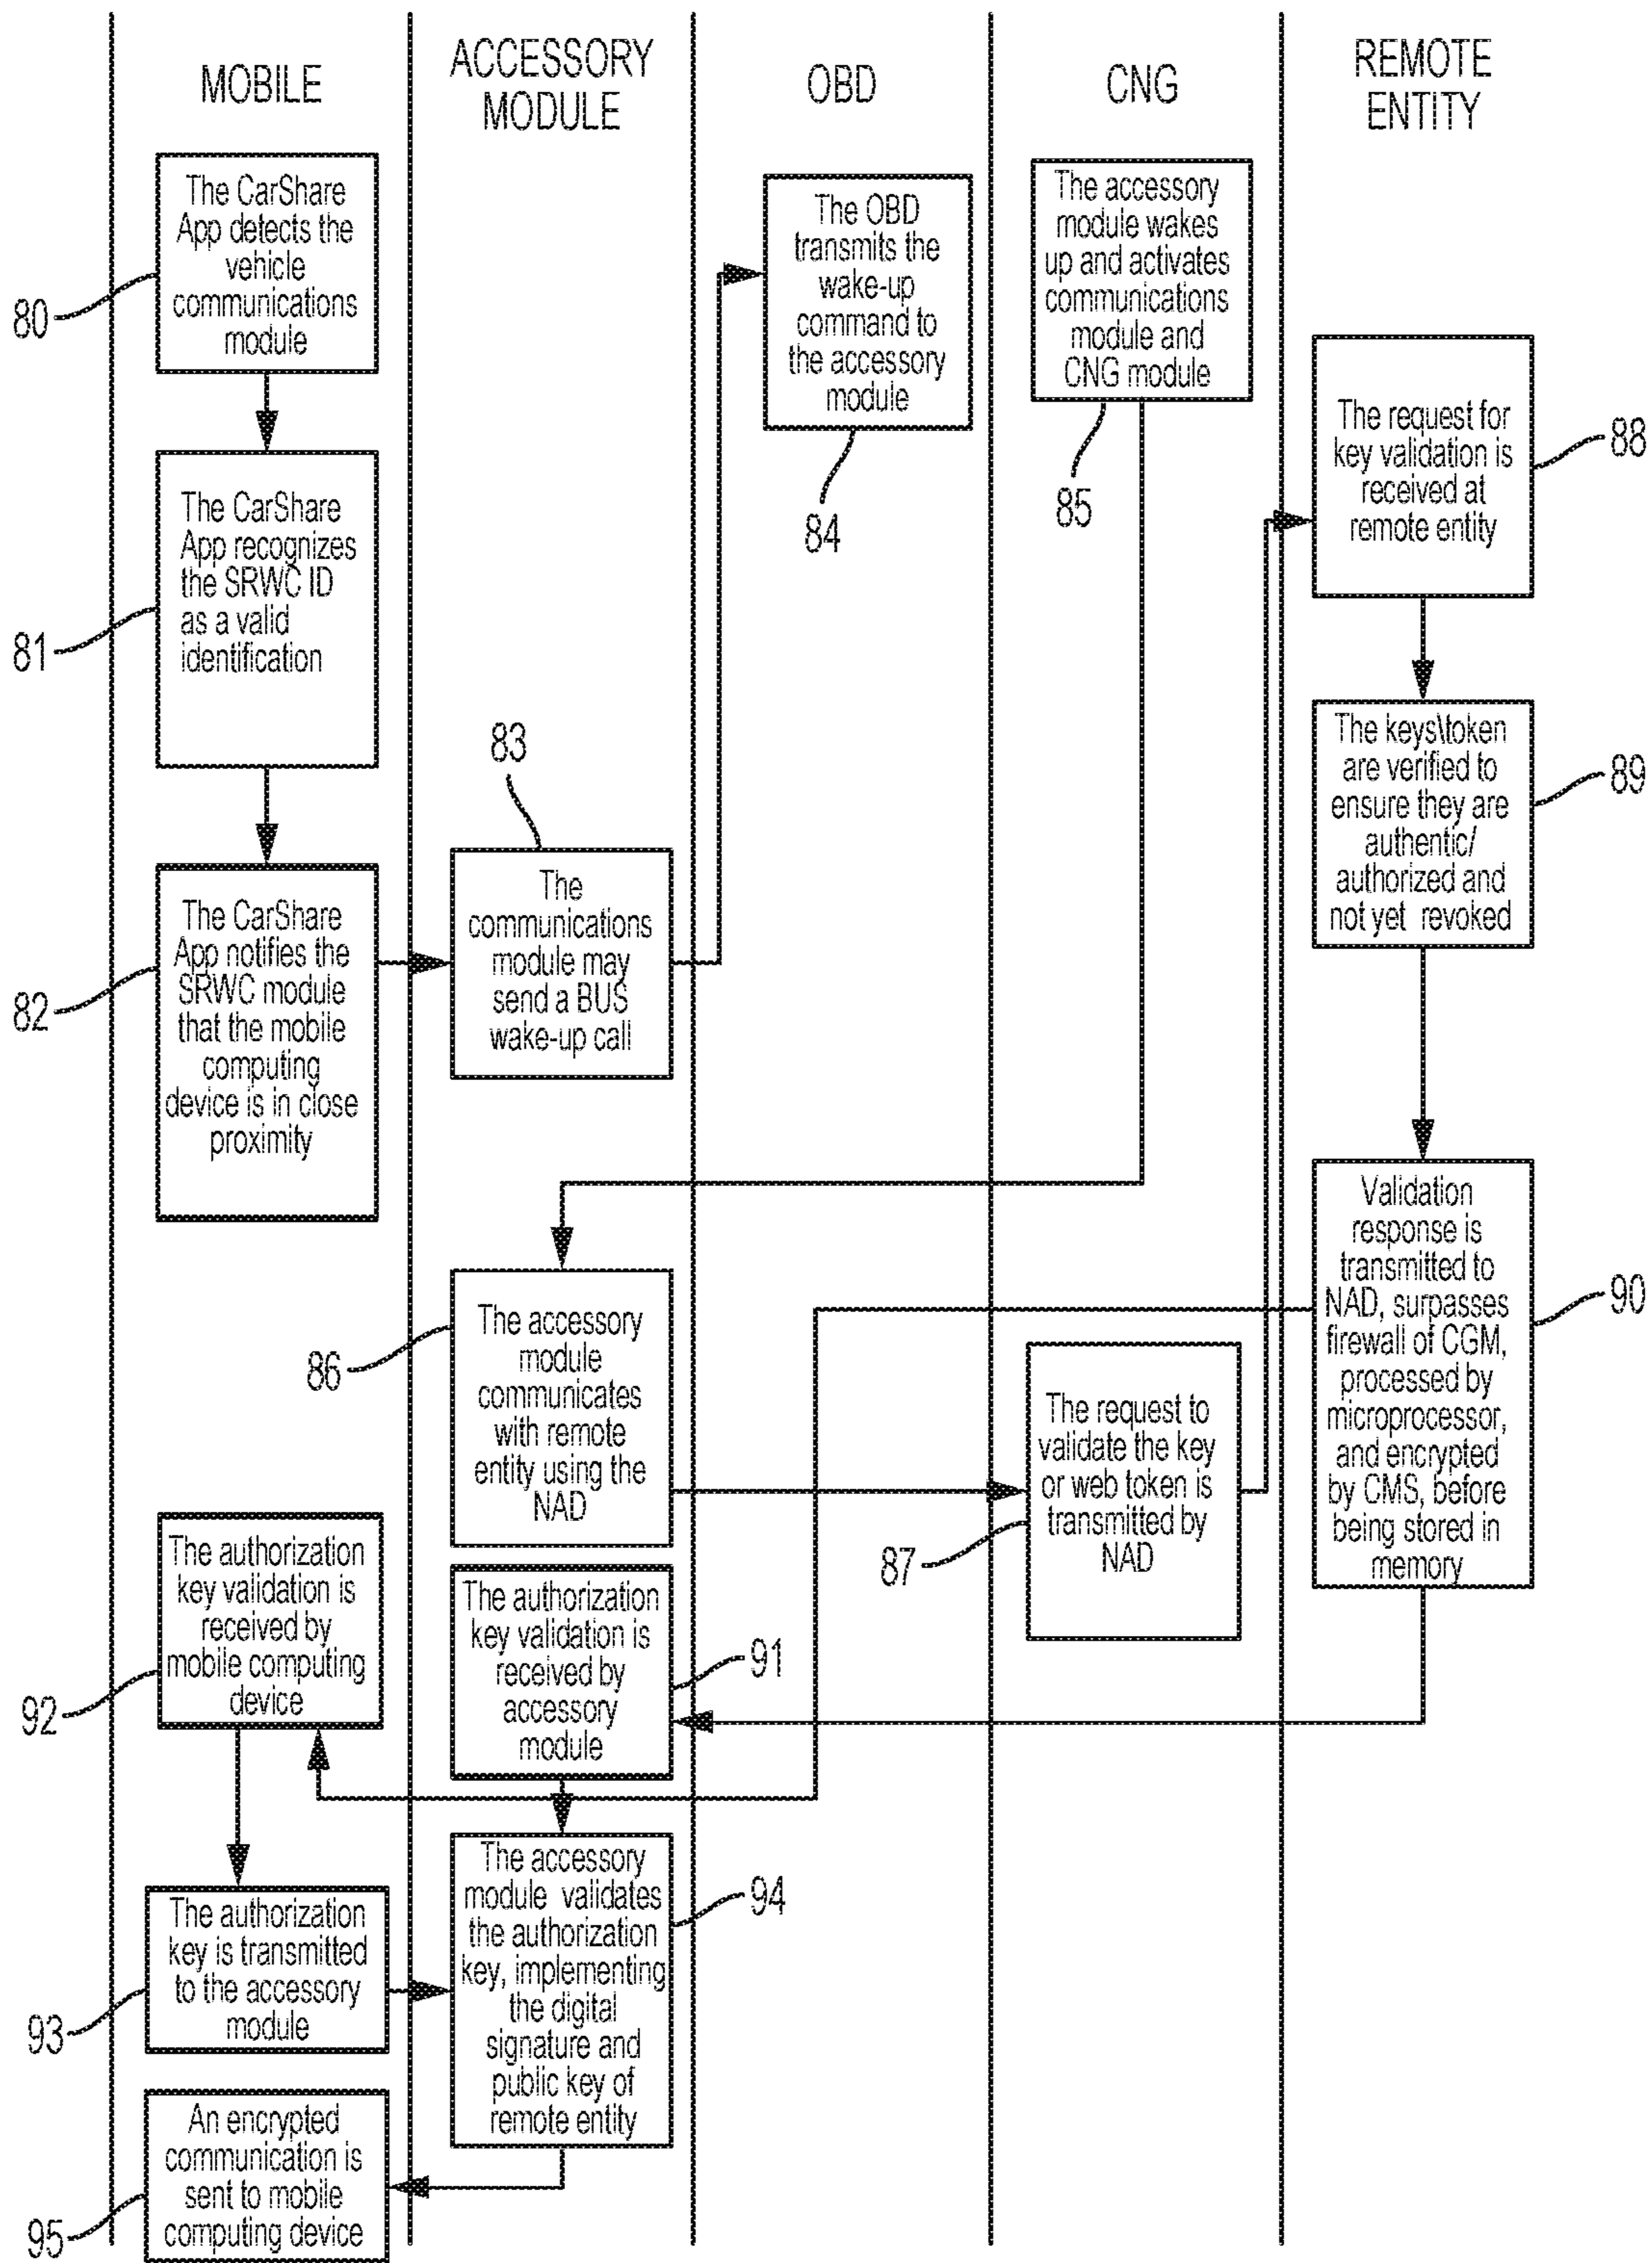 MOBILE
ACCESSORY
MODULE
OBD
CNG
REMOTE
ENTITY
The CarShare
App detects the
vehicle
communications
module
80
The CarShare
App recognizes
the SRWC ID
as a valid
identification
81
The CarShare
App notifies the
SRWC module
that the mobile
computing
device is in close
proximity
82
83
The
communications
module may
send a BUS
wake-up call
The OBD
transmits the
wake-up
command to
the accessory
module
84
The accessory
module wakes
up and activates
communications
module and
CNG module
85
The accessory
module
communicates
with remote
entity using the
NAD
86
The request to
validate the key
or web token is
transmitted by
NAD
87
The request for
key validation is
received at
remote entity
88
The keys\token
are verified to
ensure they are
authentic/
authorized and
not yet revoked
89
Validation
response is
transmitted to
NAD, surpasses
firewall of CGM,
processed by
microprocessor,
and encrypted
by CMS, before
being stored in
memory
90
The authorization
key validation is
received by
accessory
module
91
The authorization
key validation is
received by
mobile computing
device
92
The authorization
key is transmitted
to the accessory
module
93
The accessory
module validates
the authorization
key, implementing
the digital
signature and
public key of
remote entity
94
An encrypted
communication is
sent to mobile
computing device
95